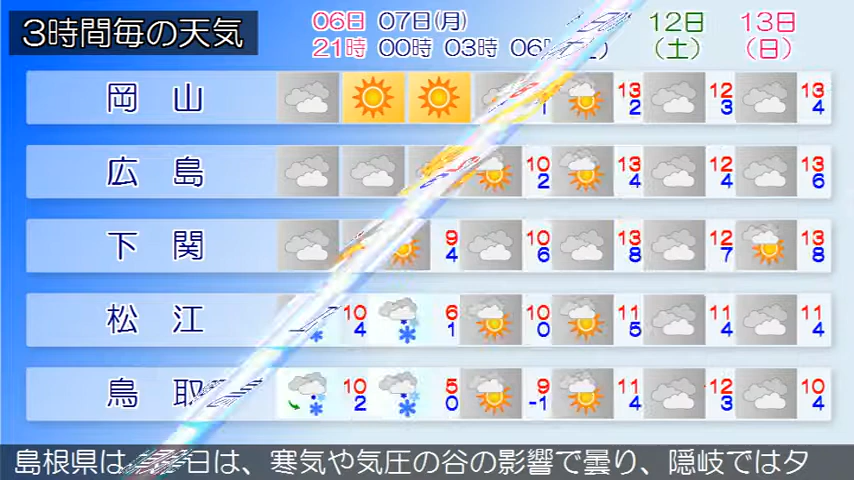 3時間毎の天気
06日 07日(月) 12日 13日
21時 00時 03時 (土) (日)
岡 山 13 2 12 3 13 4
広 島 10 2 13 4 12 4 13 6
下 関 9 4 10 6 13 8 12 7 13 8
松 江 10 4 6 1 10 0 11 5 11 4 11 4
鳥 取 10 2 5 0 9 -1 11 4 12 3 10 4
島根県は 日は、寒気や気圧の谷の影響で曇り、隠岐では夕